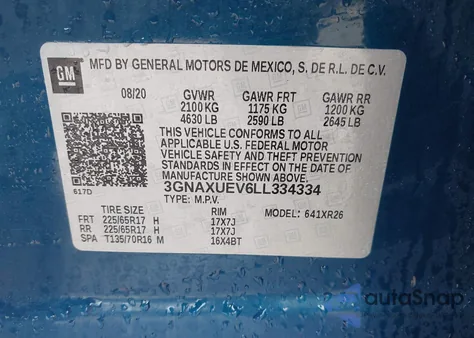 GM MFD BY GENERAL MOTORS DE MEXICO, S. DE R.L. DE C.V.
08/20 GVWR GAWR FRT GAWR RR
2100 KG 1175 KG 1200 KG
4630 LB 2590 LB 2645 LB
THIS VEHICLE CONFORMS TO ALL
APPLICABLE U.S. FEDERAL MOTOR
VEHICLE SAFETY AND THEFT PREVENTION
STANDARDS IN EFFECT ON THE DATE OF
MANUFACTURE SHOWN ABOVE.
617D
3GNAXUEV6LL334334
TYPE: M.P.V. MODEL: 641XR26
TIRE SIZE RIM
FRT 225/65R17 H 17X7J
RR 225/65R17 H 17X7J
SPA T135/70R16 M 16X4BT
autoSnap